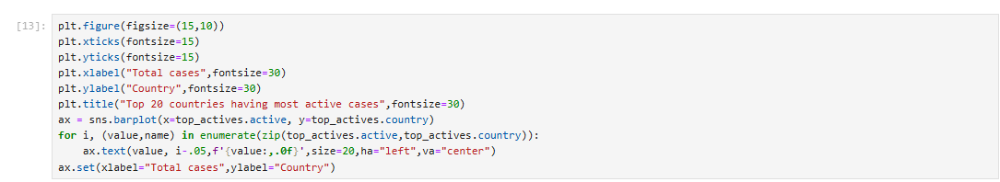 [13]: plt.figure(figsize=(15,10))
plt.xticks(fontsize=15)
plt.yticks(fontsize=15)
plt.xlabel("Total cases",fontsize=30)
plt.ylabel("Country",fontsize=30)
plt.title("Top 20 countries having most active cases",fontsize=30)
ax = sns.barplot(x=top_actives.active, y=top_actives.country)
for i, (value,name) in enumerate(zip(top_actives.active,top_actives.country)):
    ax.text(value, i-.05,f'{value:,.0f}',size=20,ha="left",va="center")
ax.set(xlabel="Total cases",ylabel="Country")